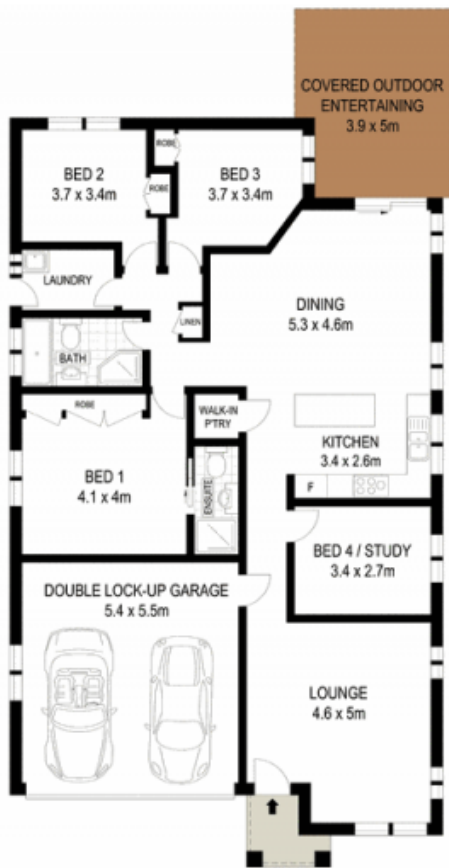 COVERED OUTDOOR
ENTERTAINING
3.9 x 5m
ROBE
BED 2
3.7 x 3.4m
BED 3
3.7 x 3.4m
ROBE
LAUNDRY
DINING
5.3 x 4.6m
LINEN
BATH
ROBE
WALK-IN
P'TRY
KITCHEN
3.4 x 2.6m
BED 1
4.1 x 4m
ENSUITE
F
BED 4 / STUDY
3.4 x 2.7m
DOUBLE LOCK-UP GARAGE
5.4 x 5.5m
LOUNGE
4.6 x 5m